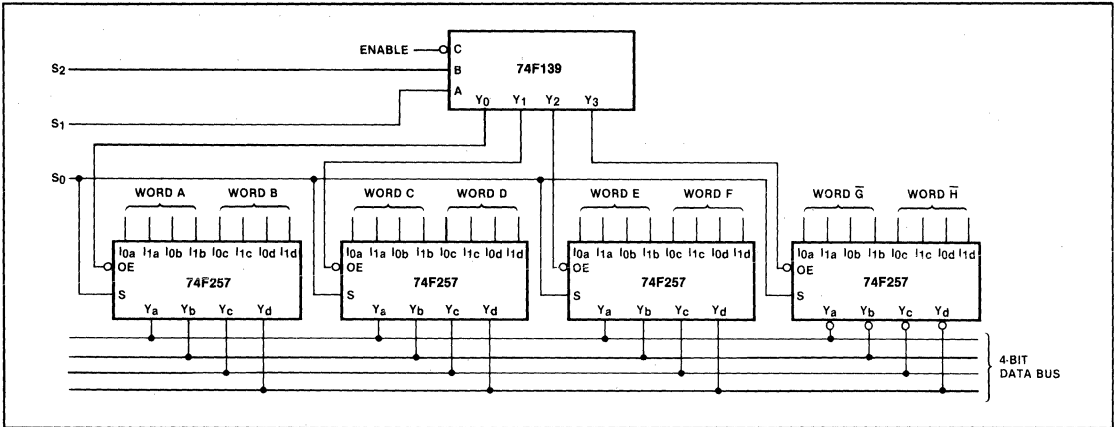 ENABLE C
S2 B 74F139
A Y0 Y1 Y2 Y3
S1
S0
WORD A WORD B WORD C WORD D WORD E WORD F WORD G̅ WORD H̅
I0a I1a I0b I1b I0c I1c I0d I1d I0a I1a I0b I1b I0c I1c I0d I1d I0a I1a I0b I1b I0c I1c I0d I1d I0a I1a I0b I1b I0c I1c I0d I1d
OE OE OE OE
74F257 74F257 74F257 74F257
S S S S
Ya Yb Yc Yd Ya Yb Yc Yd Ya Yb Yc Yd Ya Yb Yc Yd
4-BIT
DATA BUS